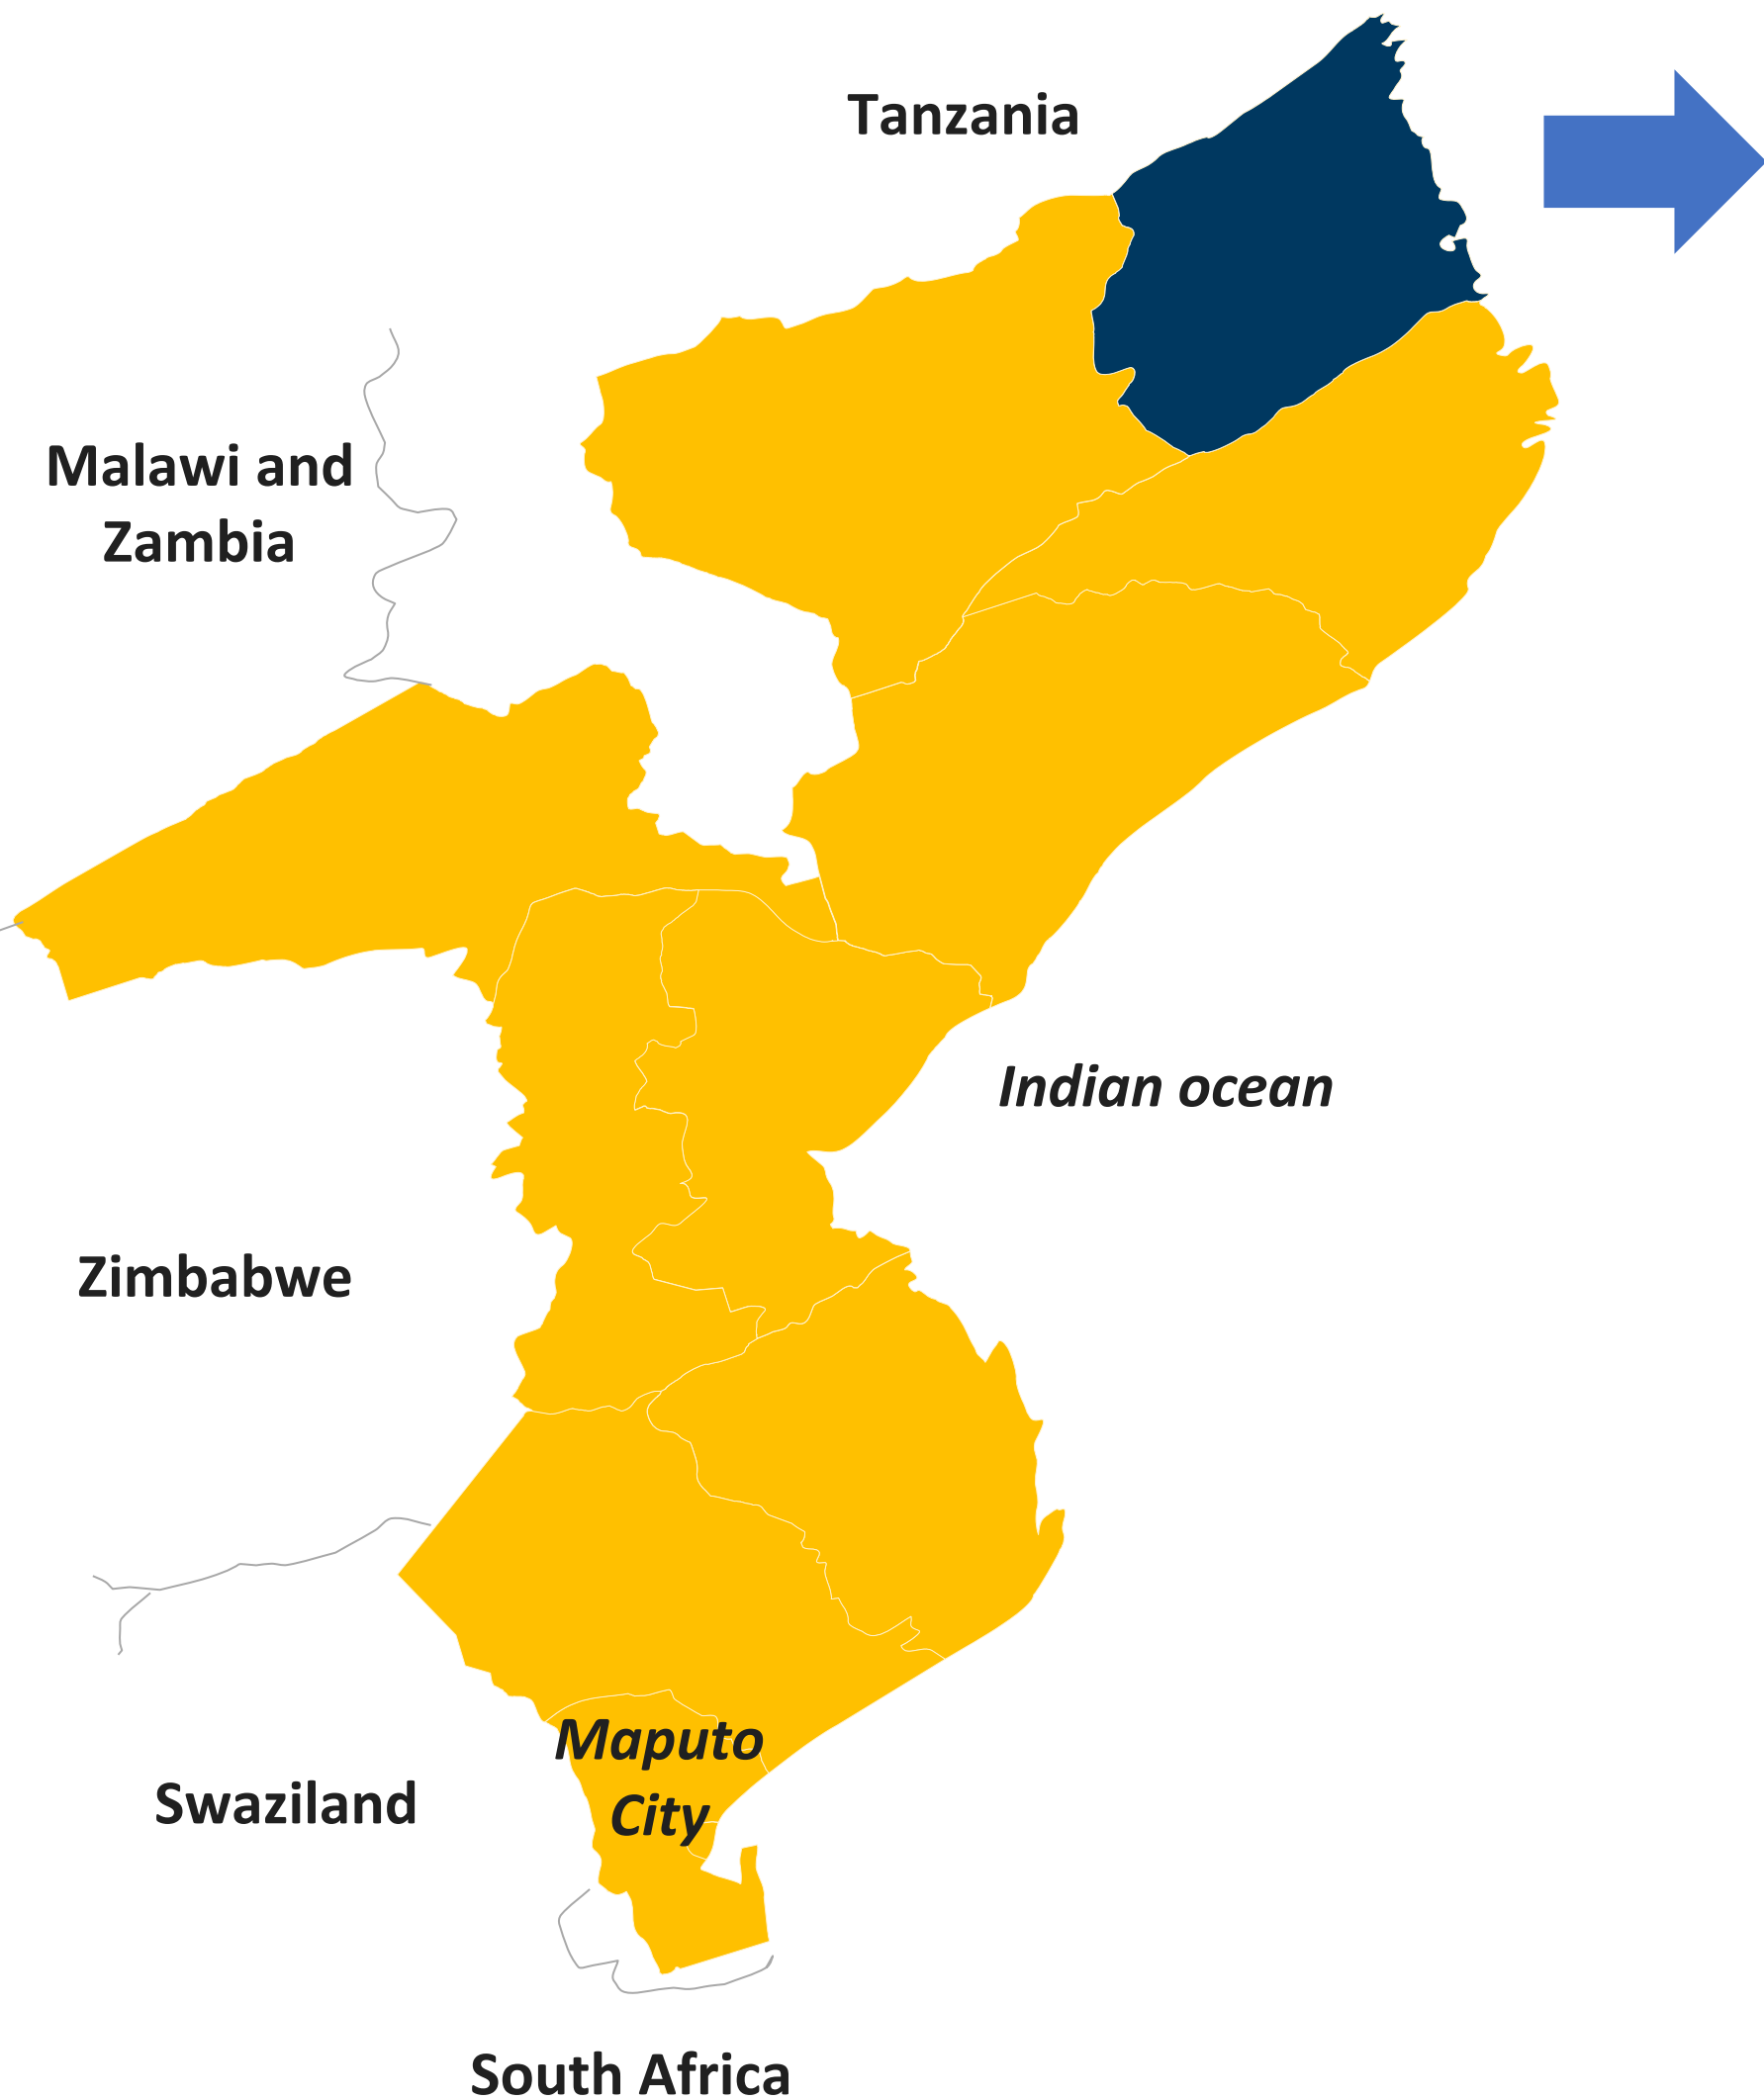 Tanzania
Malawi and
Zambia
Indian ocean
Zimbabwe
Maputo
City
Swaziland
South Africa